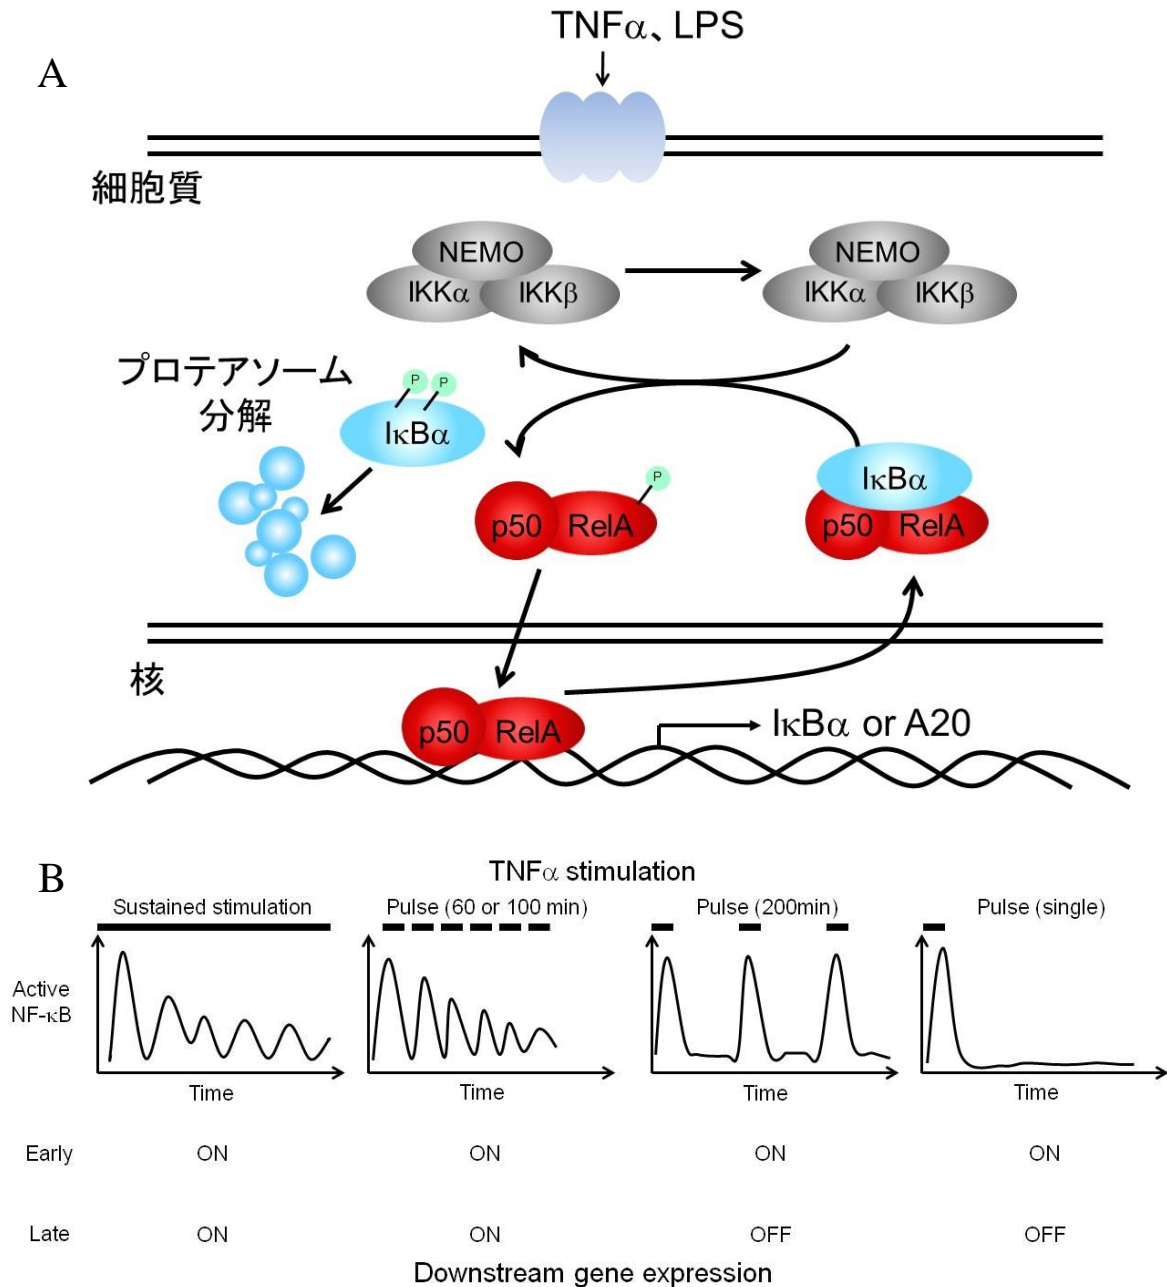 TNFα、LPS
A
細胞質
NEMO
IKKα
IKKβ
NEMO
IKKα
IKKβ
プロテアソーム
分解
P
P
IκBα
P
p50
RelA
IκBα
p50
RelA
核
p50
RelA
IκBα or A20
B
TNFα stimulation
Sustained stimulation
Pulse (60 or 100 min)
Pulse (200min)
Pulse (single)
Active
NF-κB
Time
Time
Time
Time
Early ON ON ON ON
Late ON ON OFF OFF
Downstream gene expression